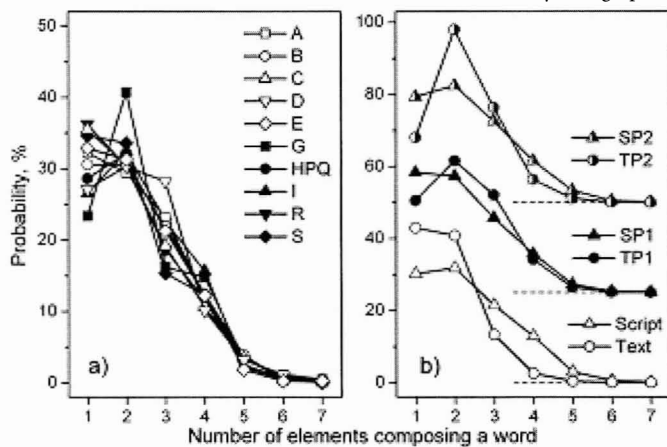 50
40
30
20
10
0
Probability, %
A
B
C
D
E
G
HPQ
I
R
S
a)
1 2 3 4 5 6 7
100
80
60
40
20
0
SP2
TP2
SP1
TP1
Script
Text
b)
1 2 3 4 5 6 7
Number of elements composing a word